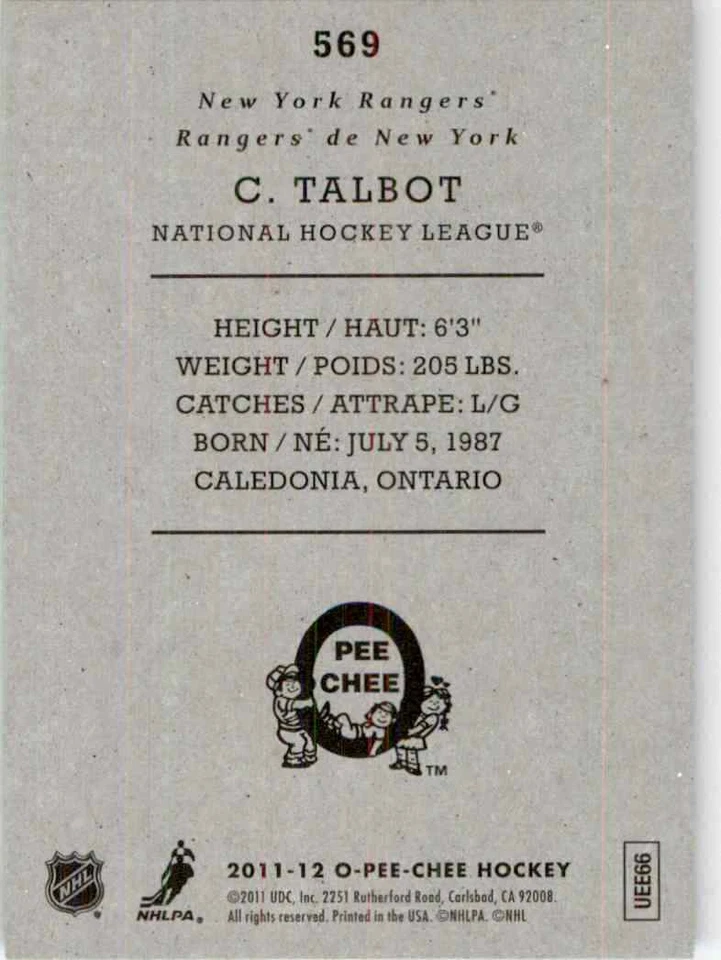 569
New York Rangers*
Rangers* de New York
C. TALBOT
NATIONAL HOCKEY LEAGUE®
HEIGHT / HAUT: 6'3"
WEIGHT / POIDS: 205 LBS.
CATCHES / ATTRAPE: L/G
BORN / NÉ: JULY 5, 1987
CALEDONIA, ONTARIO
PEE
CHEE
TM
NHL
®
NHLPA®
2011-12 O-PEE-CHEE HOCKEY
©2011 UDC, Inc. 2251 Rutherford Road, Carlsbad, CA 92008.
All rights reserved. Printed in the USA. ©NHLPA. ©NHL
UEE66